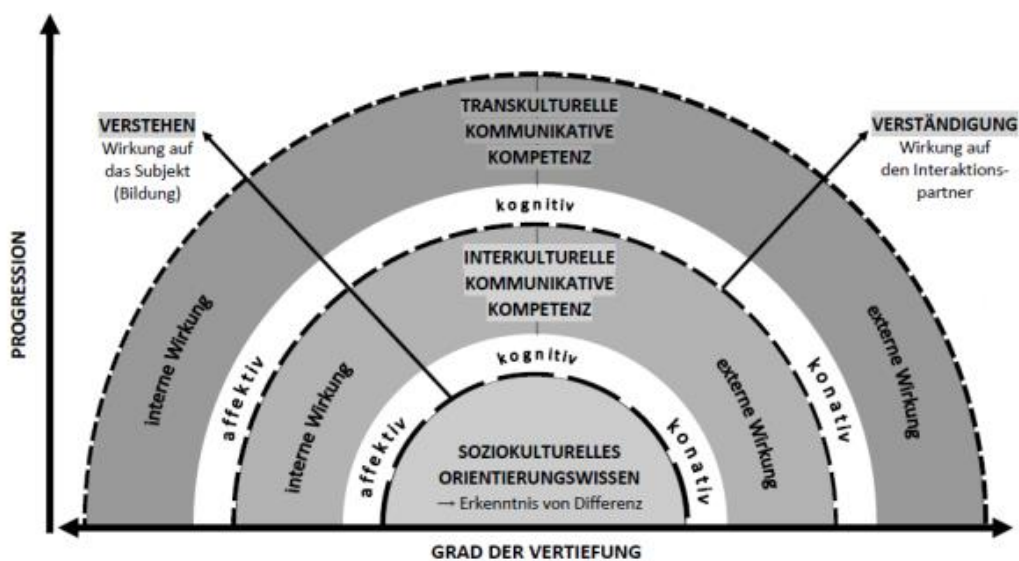 TRANSKULTURELLE
KOMMUNIKATIVE
KOMPETENZ
VERSTEHEN
Wirkung auf
das Subjekt
(Bildung)
VERSTÄNDIGUNG
Wirkung auf
den Interaktions-
partner
kognitiv
INTERKULTURELLE
KOMMUNIKATIVE
KOMPETENZ
PROGRESSION
interne Wirkung
affektiv
interne Wirkung
affektiv
kognitiv
konativ
externe Wirkung
konativ
externe Wirkung
SOZIOKULTURELLES
ORIENTIERUNGSWISSEN
→ Erkenntnis von Differenz
GRAD DER VERTIEFUNG